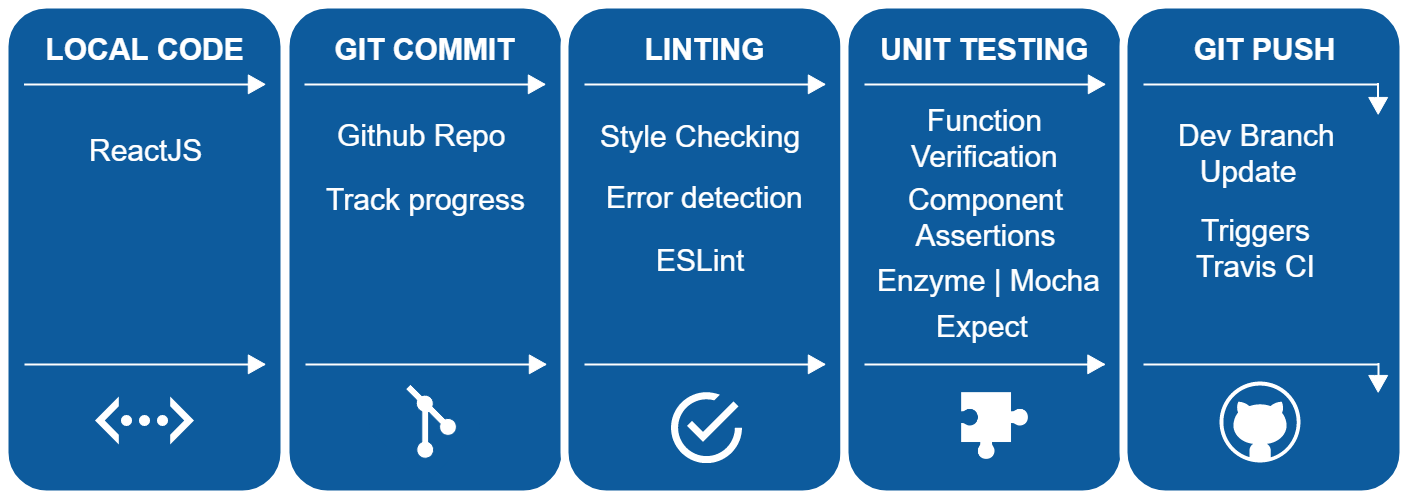 LOCAL CODE
ReactJS
GIT COMMIT
Github Repo
Track progress
LINTING
Style Checking
Error detection
ESLint
UNIT TESTING
Function
Verification
Component
Assertions
Enzyme | Mocha
Expect
GIT PUSH
Dev Branch
Update
Triggers
Travis CI